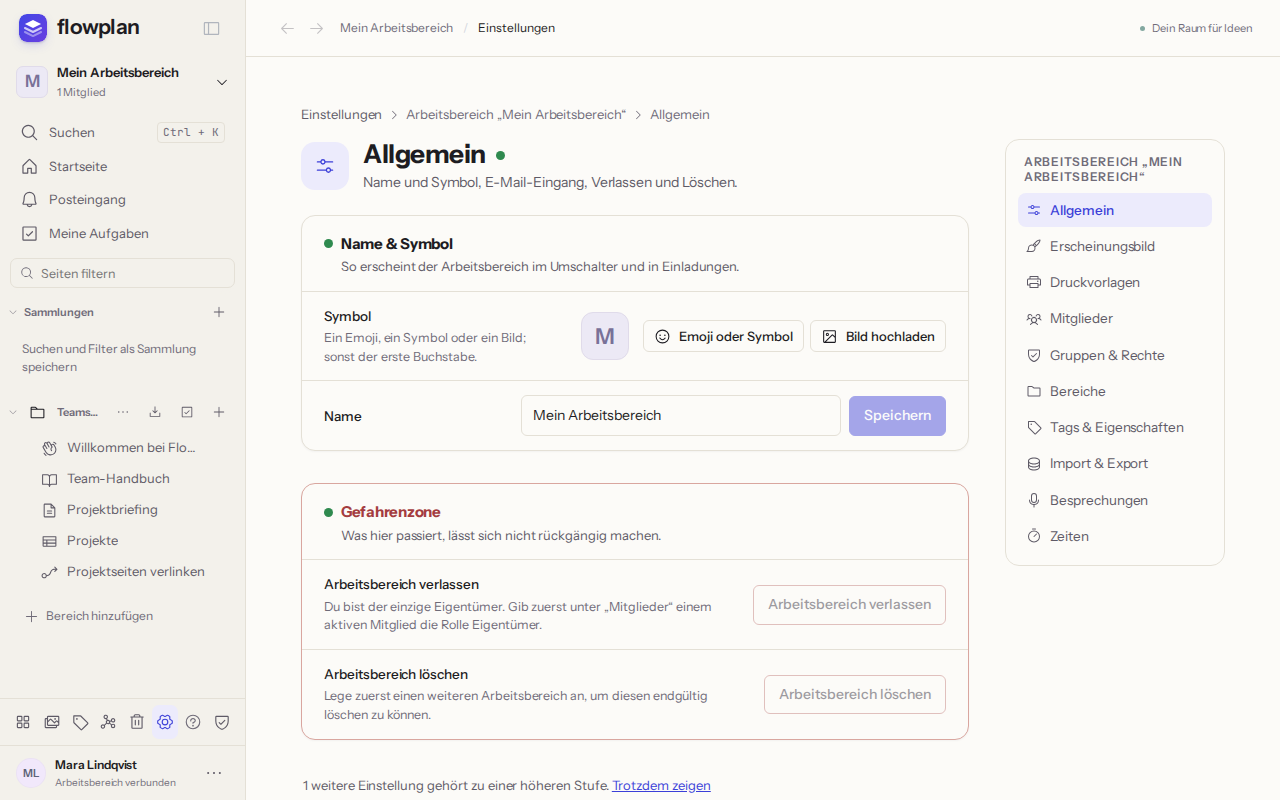 flowplan
M
Mein Arbeitsbereich
1 Mitglied
Suchen
Ctrl + K
Startseite
Posteingang
Meine Aufgaben
Seiten filtern
Sammlungen
Suchen und Filter als Sammlung
speichern
Teams...
Willkommen bei Flo...
Team-Handbuch
Projektbriefing
Projekte
Projektseiten verlinken
Bereich hinzufügen
ML
Mara Lindqvist
Arbeitsbereich verbunden
Mein Arbeitsbereich / Einstellungen
Dein Raum für Ideen
Einstellungen > Arbeitsbereich „Mein Arbeitsbereich“ > Allgemein
Allgemein
Name und Symbol, E-Mail-Eingang, Verlassen und Löschen.
Name & Symbol
So erscheint der Arbeitsbereich im Umschalter und in Einladungen.
Symbol
Ein Emoji, ein Symbol oder ein Bild;
sonst der erste Buchstabe.
M
Emoji oder Symbol
Bild hochladen
Name
Mein Arbeitsbereich
Speichern
Gefahrenzone
Was hier passiert, lässt sich nicht rückgängig machen.
Arbeitsbereich verlassen
Du bist der einzige Eigentümer. Gib zuerst unter „Mitglieder“ einem
aktiven Mitglied die Rolle Eigentümer.
Arbeitsbereich verlassen
Arbeitsbereich löschen
Lege zuerst einen weiteren Arbeitsbereich an, um diesen endgültig
löschen zu können.
Arbeitsbereich löschen
1 weitere Einstellung gehört zu einer höheren Stufe. Trotzdem zeigen
ARBEITSBEREICH „MEIN
ARBEITSBEREICH“
Allgemein
Erscheinungsbild
Druckvorlagen
Mitglieder
Gruppen & Rechte
Bereiche
Tags & Eigenschaften
Import & Export
Besprechungen
Zeiten